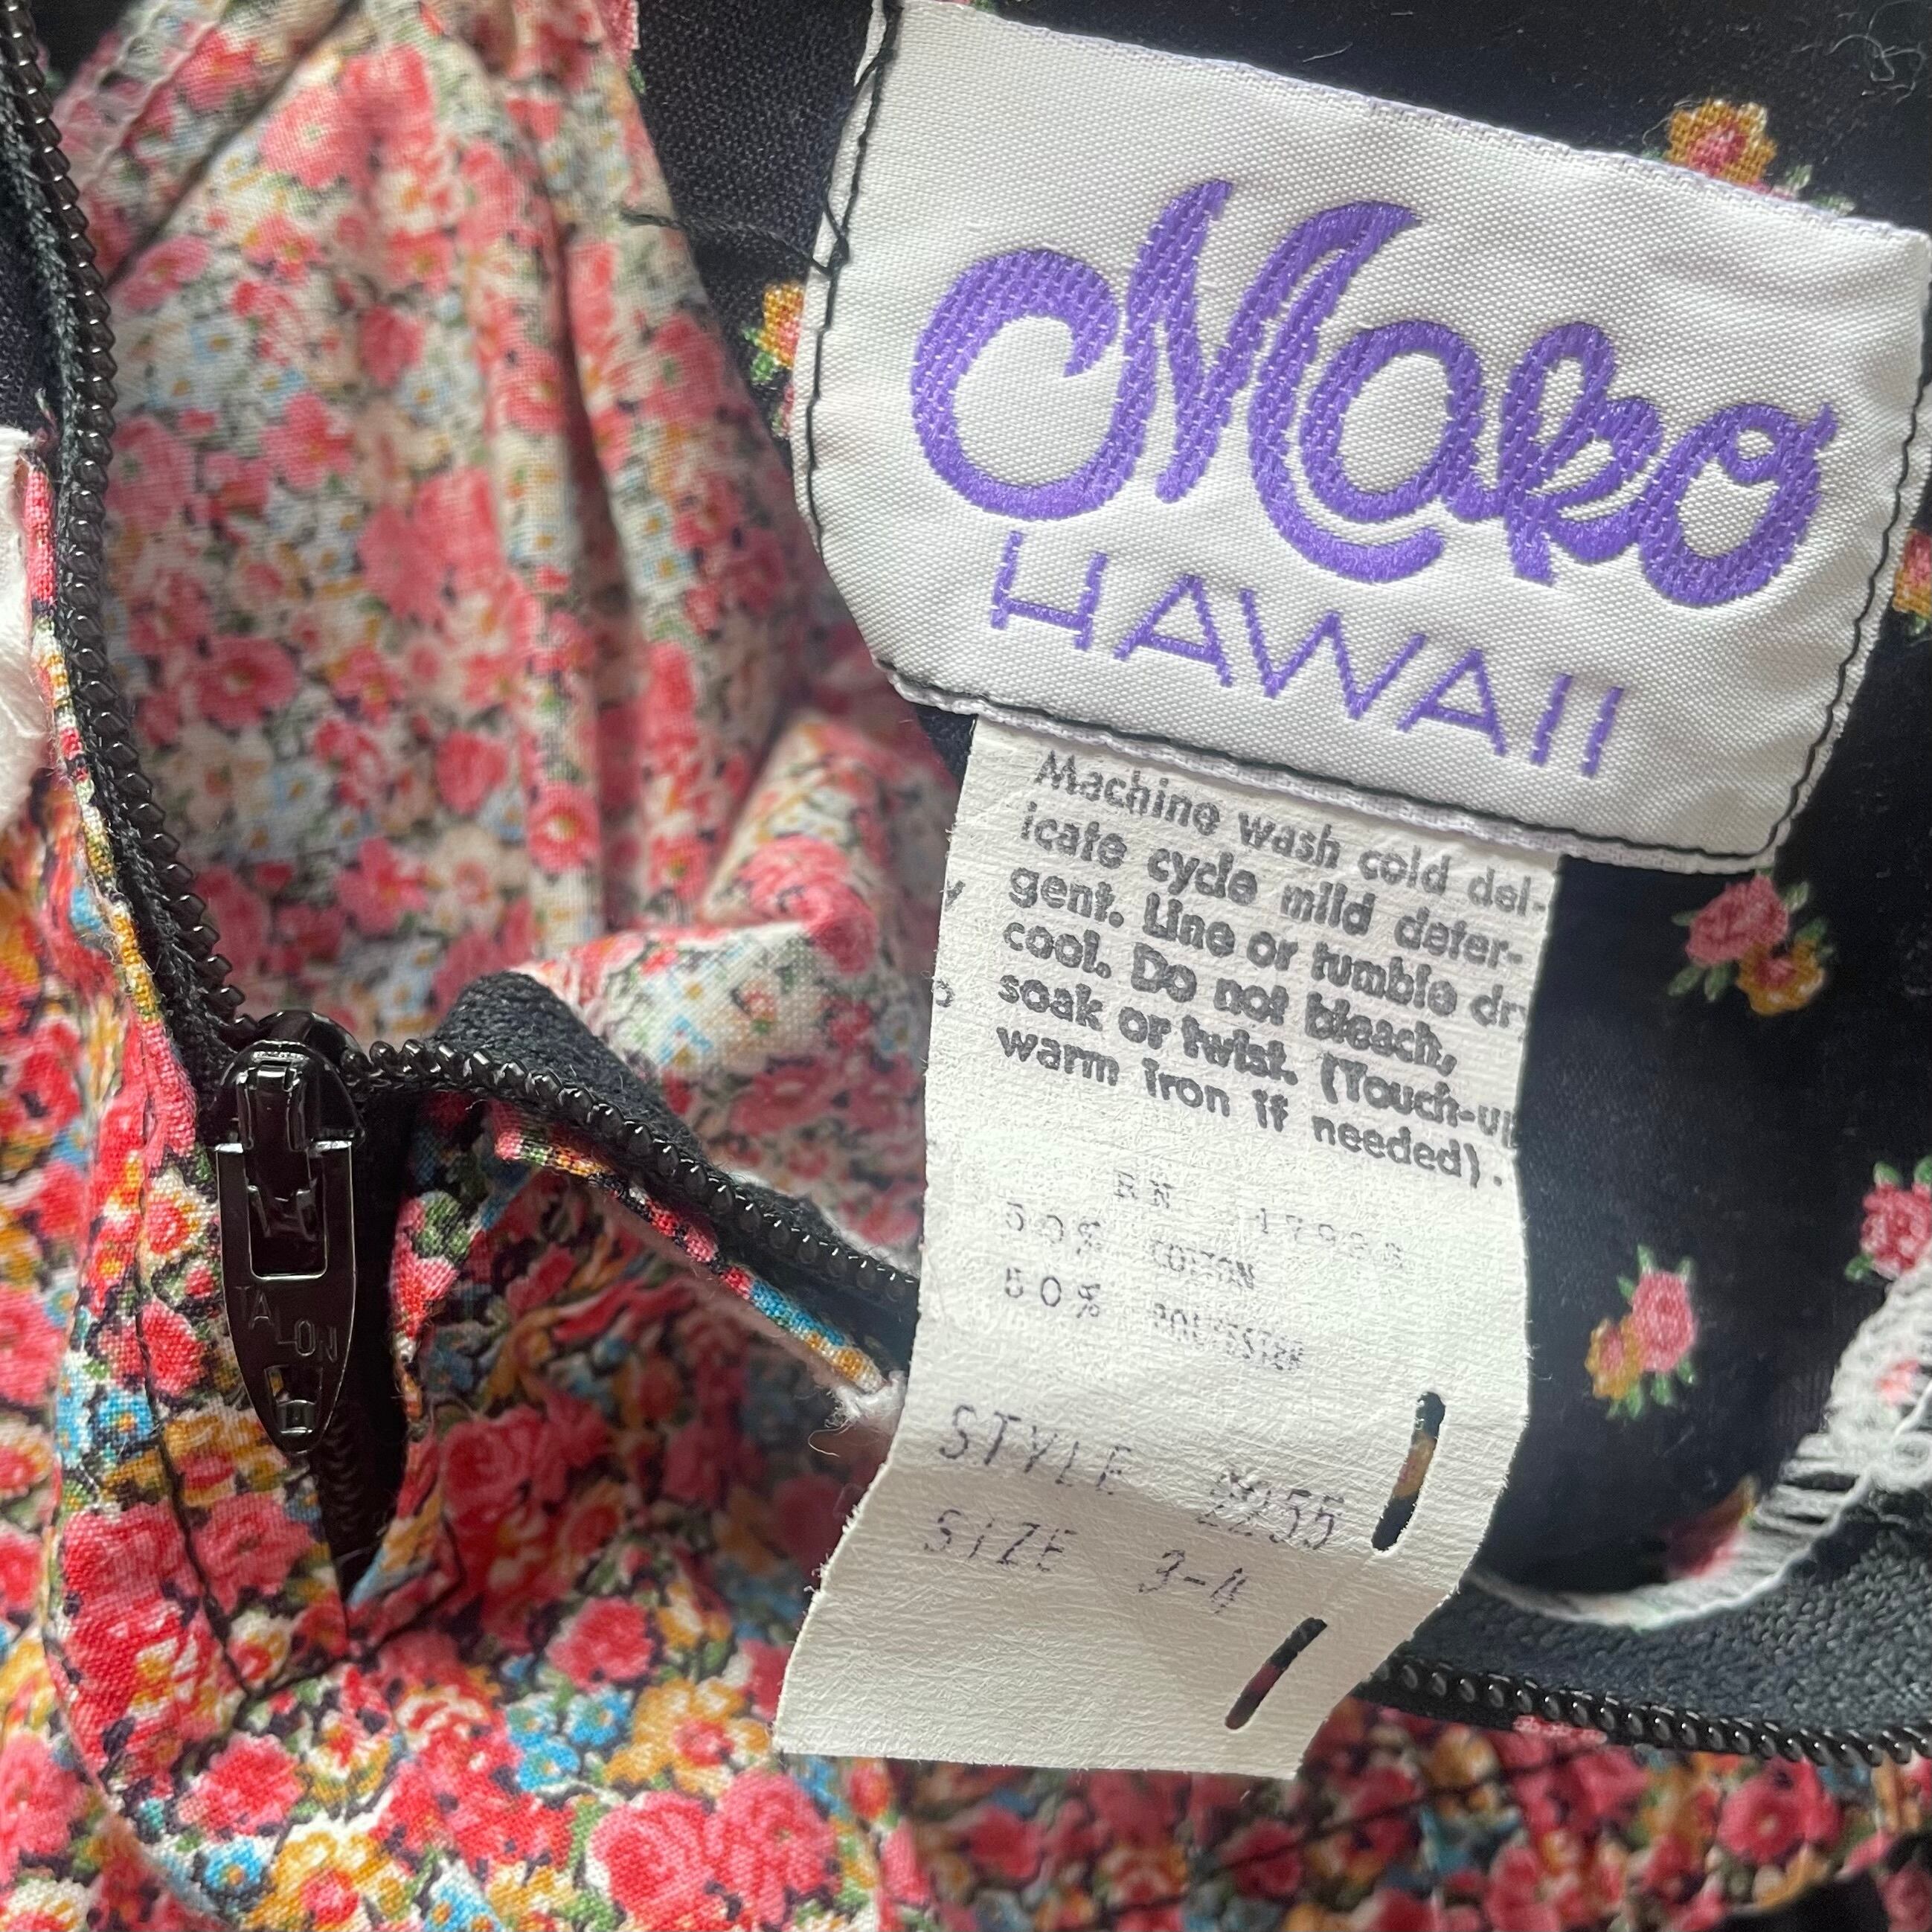 Mako
HAWAII
Machine wash cold del-
icate cycle mild deter-
gent. Line or tumble dry
cool. Do not bleach,
soak or twist. (Touch-up
warm iron if needed).
RN
50% COTTON
50% POLYESTER
STYLE
SIZE 3-4
TALON